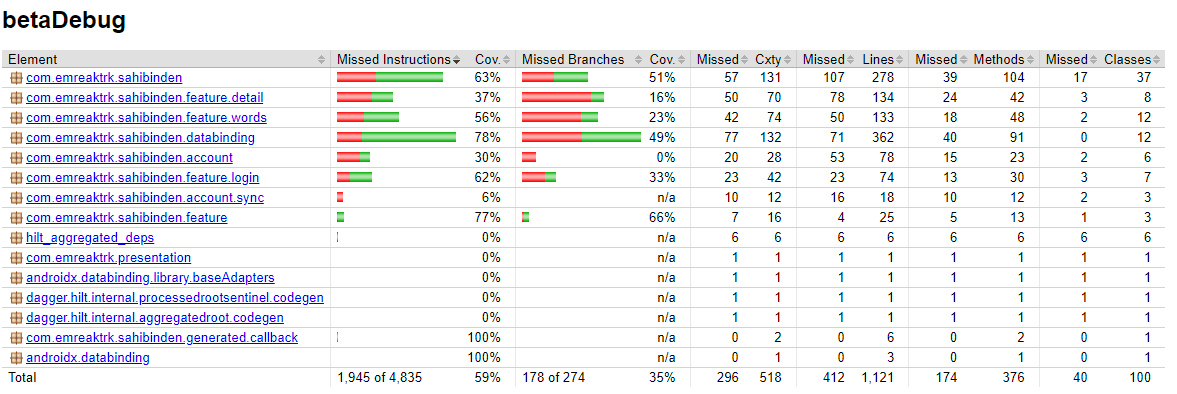 betaDebug
Element Missed Instructions Cov. Missed Branches Cov. Missed Cxty Missed Lines Missed Methods Missed Classes
com.emreaktrk.sahibinden 63% 51% 57 131 107 278 39 104 17 37
com.emreaktrk.sahibinden.feature.detail 37% 16% 50 70 78 134 24 42 3 8
com.emreaktrk.sahibinden.feature.words 56% 23% 42 74 50 133 18 48 2 12
com.emreaktrk.sahibinden.databinding 78% 49% 77 132 71 362 40 91 0 12
com.emreaktrk.sahibinden.account 30% 0% 20 28 53 78 15 23 2 6
com.emreaktrk.sahibinden.feature.login 62% 33% 23 42 23 74 13 30 3 7
com.emreaktrk.sahibinden.account.sync 6% n/a 10 12 16 18 10 12 2 3
com.emreaktrk.sahibinden.feature 77% 66% 7 16 4 25 5 13 1 3
hilt_aggregated_deps 0% n/a 6 6 6 6 6 6 6 6
com.emreaktrk.presentation 0% n/a 1 1 1 1 1 1 1 1
androidx.databinding.library.baseAdapters 0% n/a 1 1 1 1 1 1 1 1
dagger.hilt.internal.processedrootsentinel.codegen 0% n/a 1 1 1 1 1 1 1 1
dagger.hilt.internal.aggregatedroot.codegen 0% n/a 1 1 1 1 1 1 1 1
com.emreaktrk.sahibinden.generated.callback 100% n/a 0 2 0 6 0 2 0 1
androidx.databinding 100% n/a 0 1 0 3 0 1 0 1
Total 1,945 of 4,835 59% 178 of 274 35% 296 518 412 1,121 174 376 40 100